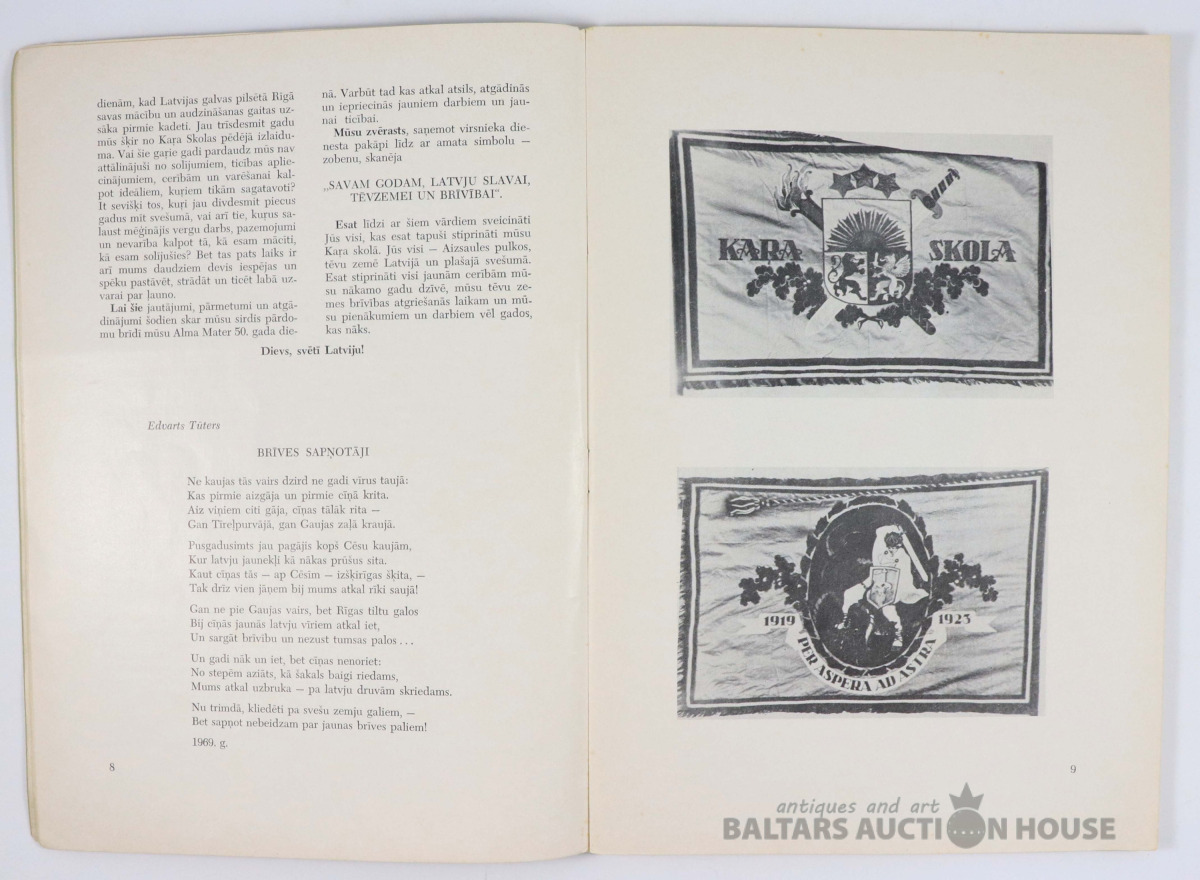 dienām, kad Latvijas galvas pilsētā Rīgā
savas mācību un audzināšanas gaitas uz-
sāka pirmie kadeti. Jau trīsdesmit gadu
mūs šķir no Kaŗa Skolas pēdējā izlaidu-
ma. Vai šie gaŗie gadi pardaudz mūs nav
attālinājuši no solījumiem, ticības aplie-
cinājumiem, cerībām un varēšanai kal-
pot ideāliem, kuŗiem tikām sagatavoti?
It sevišķi tos, kuŗi jau divdesmit piecus
gadus mīt svešumā, vai arī tie, kuŗus sa-
laust mēģinājis vergu darbs, pazemojumi
un nevarība kalpot tā, kā esam mācīti,
kā esam solījušies? Bet tas pats laiks ir
arī mums daudziem devis iespējas un
spēku pastāvēt, strādāt un ticēt labā uz-
varai par ļauno.
Lai šie jautājumi, pārmetumi un atgā-
dinājumi šodien skar mūsu sirdis pārdo-
mu brīdī mūsu Alma Mater 50. gada die-
nā. Varbūt tad kas atkal atsils, atgādinās
un iepriecinās jauniem darbiem un jau-
nai ticībai.
Mūsu zvērasts, saņemot virsnieka die-
nesta pakāpi līdz ar amata simbolu —
zobenu, skanēja
„SAVAM GODAM, LATVJU SLAVAI,
TĒVZEMEI UN BRĪVĪBAI”.
Esat līdzi ar šiem vārdiem sveicināti
Jūs visi, kas esat tapuši stiprināti mūsu
Kaŗa skolā. Jūs visi — Aizsaules pulkos,
tēvu zemē Latvijā un plašajā svešumā.
Esat stiprināti visi jaunām cerībām mū-
su nākamo gadu dzīvē, mūsu tēvu ze-
mes brīvības atgriešanās laikam un mū-
su pienākumiem un darbiem vēl gados,
kas nāks.
Dievs, svētī Latviju!
Edvarts Tūters
BRĪVES SAPŅOTĀJI
Ne kaujas tās vairs dzird ne gadi vīrus taujā:
Kas pirmie aizgāja un pirmie cīņā krita.
Aiz viņiem citi gāja, cīņas tālāk rita —
Gan Tīreļpurvājā, gan Gaujas zaļā kraujā.
Pusgadusimts jau pagājis kopš Cēsu kaujām,
Kur latvju jaunekļi kā nākas prūšus sita.
Kaut cīņas tās — ap Cēsīm — izšķirīgas šķita, —
Tak drīz vien jāņem bij mums atkal rīki saujā!
Gan ne pie Gaujas vairs, bet Rīgas tiltu galos
Bij cīņās jaunās latvju vīriem atkal iet,
Un sargāt brīvību un nezust tumsas palos . . .
Un gadi nāk un iet, bet cīņas nenoriet:
No stepēm aziāts, kā šakals baigi riedams,
Mums atkal uzbruka — pa latvju druvām skriedams.
Nu trimdā, kliedēti pa svešu zemju galiem, —
Bet sapņot nebeidzam par jaunas brīves paliem!
1969. g.
8
KAŖA SKOLA
1919 1923
PER ASPERA AD ASTRA
9
antiques and art
BALTARS AUCTION HOUSE